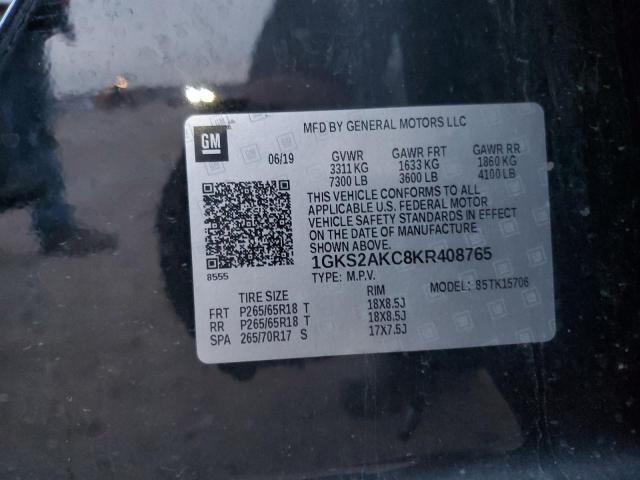 MFD BY GENERAL MOTORS LLC
GM
06/19 GVWR GAWR FRT GAWR RR
3311 KG 1633 KG 1860 KG
7300 LB 3600 LB 4100 LB
THIS VEHICLE CONFORMS TO ALL
APPLICABLE U.S. FEDERAL MOTOR
VEHICLE SAFETY STANDARDS IN EFFECT
ON THE DATE OF MANUFACTURE
SHOWN ABOVE.
1GKS2AKC8KR408765
8555
TYPE: M.P.V. MODEL: 85TK15706
TIRE SIZE RIM
FRT P265/65R18 T 18X8.5J
RR P265/65R18 T 18X8.5J
SPA 265/70R17 S 17X7.5J